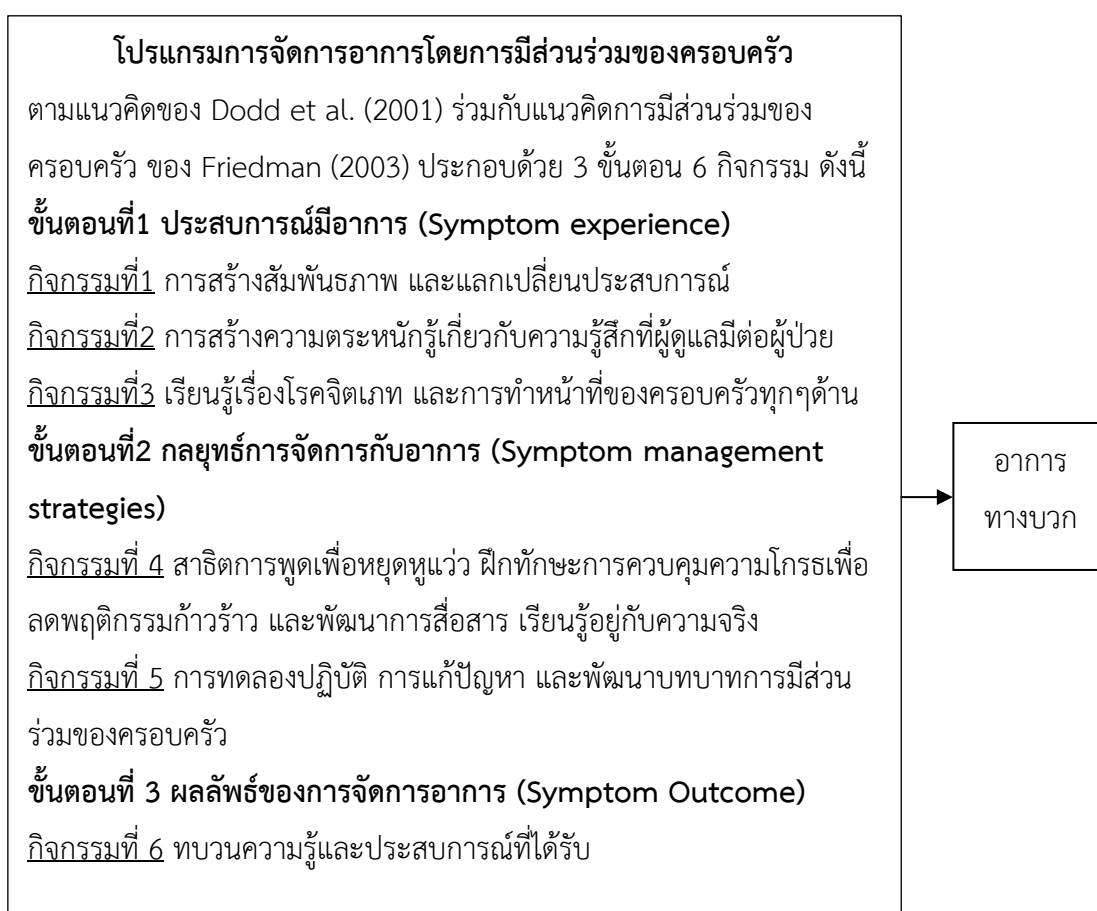 โปรแกรมการจัดการอาการโดยการมีส่วนร่วมของครอบครัว
ตามแนวคิดของ Dodd et al. (2001) ร่วมกับแนวคิดการมีส่วนร่วมของ
ครอบครัว ของ Friedman (2003) ประกอบด้วย 3 ขั้นตอน 6 กิจกรรม ดังนี้
ขั้นตอนที่1 ประสบการณ์มีอาการ (Symptom experience)
กิจกรรมที่1 การสร้างสัมพันธภาพ และแลกเปลี่ยนประสบการณ์
กิจกรรมที่2 การสร้างความตระหนักรู้เกี่ยวกับความรู้สึกที่ผู้ดูแลมีต่อผู้ป่วย
กิจกรรมที่3 เรียนรู้เรื่องโรคจิตเภท และการทำหน้าที่ของครอบครัวทุกๆด้าน
ขั้นตอนที่2 กลยุทธ์การจัดการกับอาการ (Symptom management
strategies)
กิจกรรมที่ 4 สาธิตการพูดเพื่อหยุดหูแว่ว ฝึกทักษะการควบคุมความโกรธเพื่อ
ลดพฤติกรรมก้าวร้าว และพัฒนาการสื่อสาร เรียนรู้อยู่กับความจริง
กิจกรรมที่ 5 การทดลองปฏิบัติ การแก้ปัญหา และพัฒนาบทบาทการมีส่วน
ร่วมของครอบครัว
ขั้นตอนที่ 3 ผลลัพธ์ของการจัดการอาการ (Symptom Outcome)
กิจกรรมที่ 6 ทบวนความรู้และประสบการณ์ที่ได้รับ
อาการ
ทางบวก